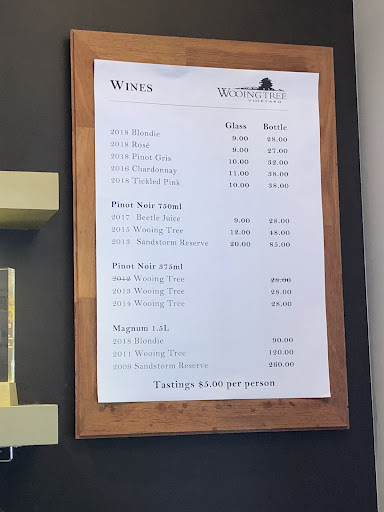 WINES
WOOING TREE
VINEYARD
Glass Bottle
2018 Blondie 9.00 28.00
2018 Rosé 9.00 27.00
2018 Pinot Gris 10.00 32.00
2016 Chardonnay 11.00 38.00
2018 Tickled Pink 10.00 38.00
Pinot Noir 750ml
2017 Beetle Juice 9.00 28.00
2015 Wooing Tree 12.00 48.00
2013 Sandstorm Reserve 20.00 85.00
Pinot Noir 375ml
2012 Wooing Tree 28.00
2013 Wooing Tree 28.00
2014 Wooing Tree 28.00
Magnum 1.5L
2018 Blondie 90.00
2011 Wooing Tree 120.00
2009 Sandstorm Reserve 260.00
Tastings $5.00 per person